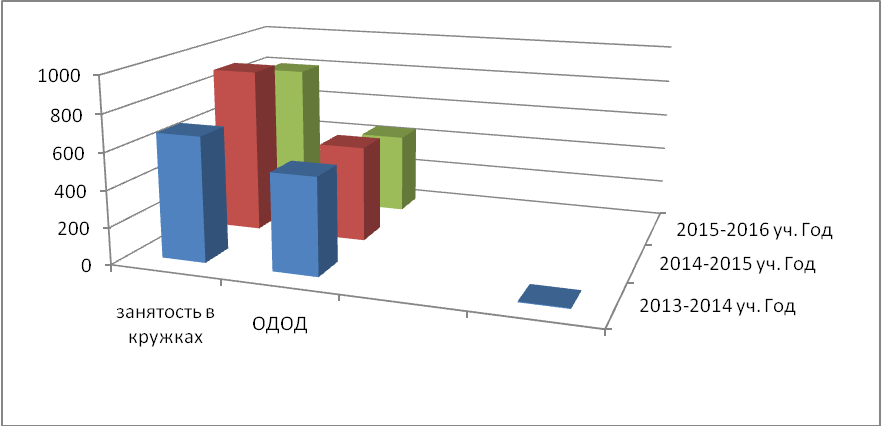 1000
800
600
400
200
0
занятость в
кружках
ОДОД
2015-2016 уч. Год
2014-2015 уч. Год
2013-2014 уч. Год